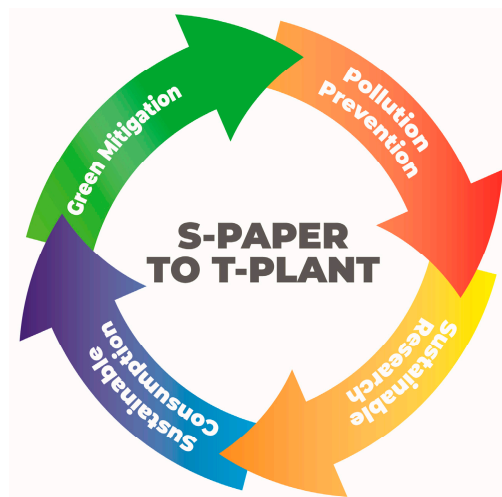 Green Mitigation
Pollution
Prevention
S-PAPER
TO T-PLANT
Sustainable
Research
Sustainable
Consumption